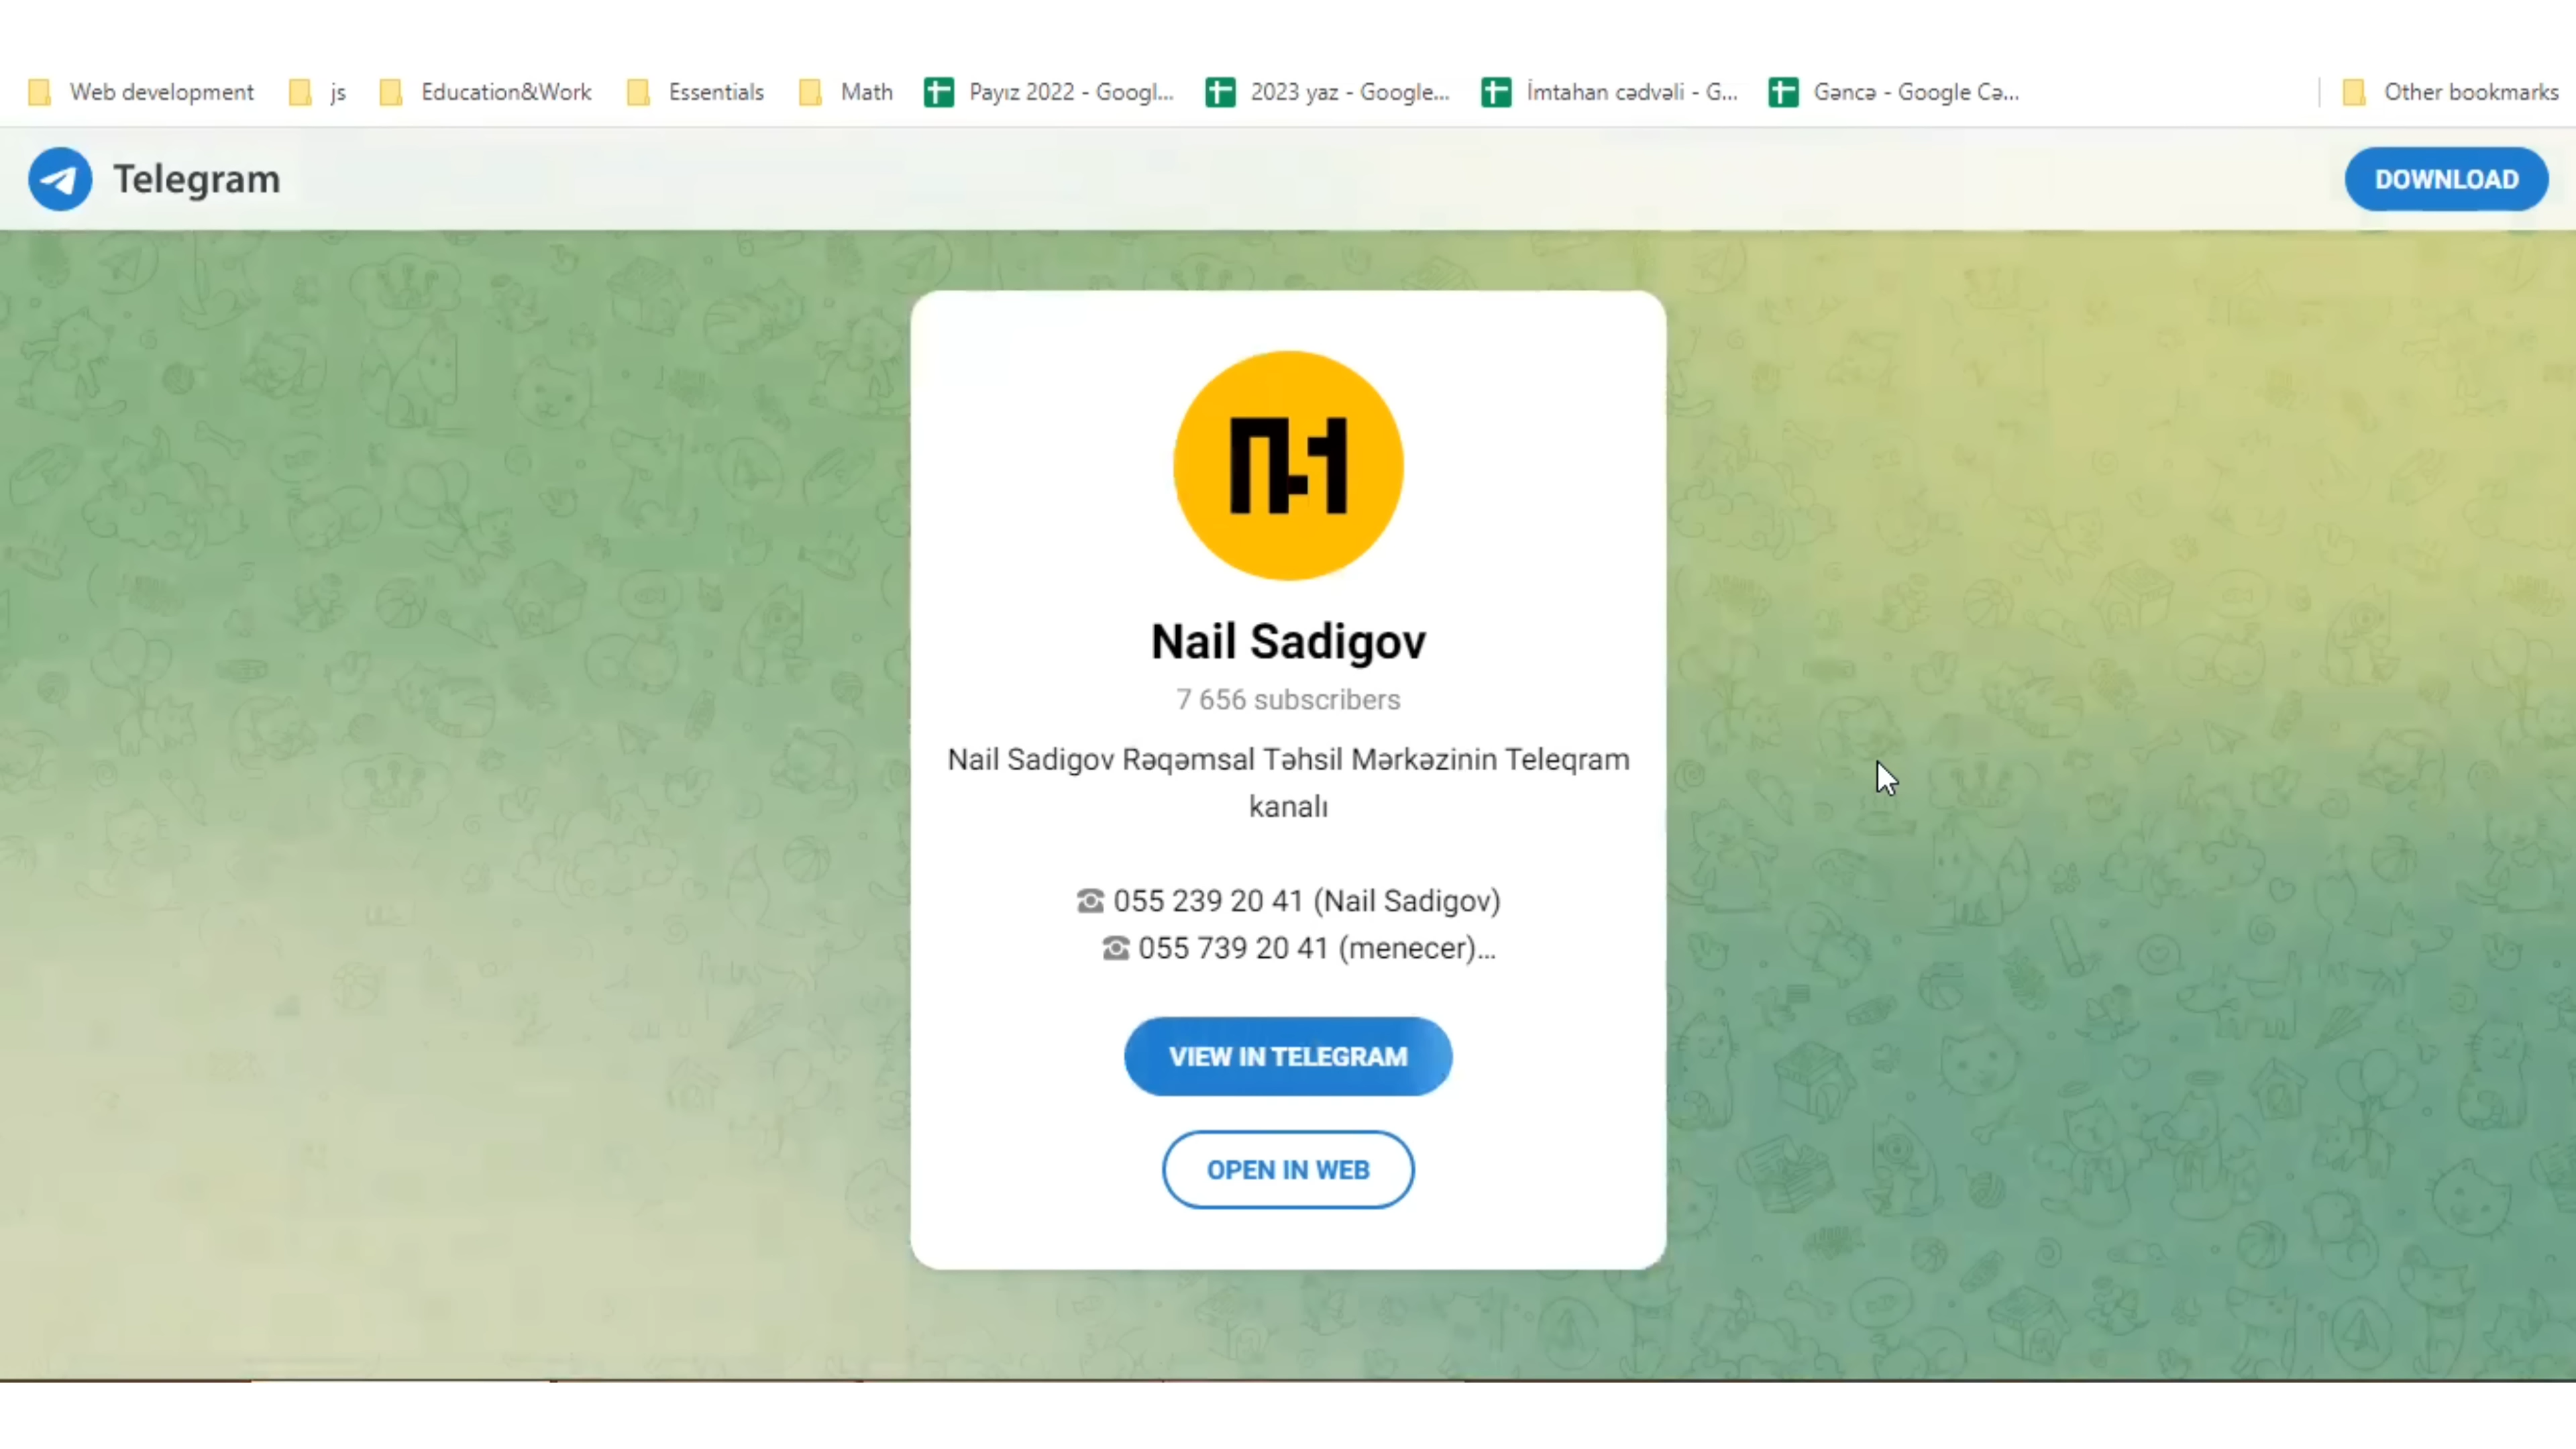 Web development js Education&Work Essentials Math Payız 2022 - Googl... 2023 yaz - Google... İmtahan cədvəli - G... Gəncə - Google Cə... Other bookmarks
Telegram DOWNLOAD
Nail Sadigov
7 656 subscribers
Nail Sadigov Rəqəmsal Təhsil Mərkəzinin Teleqram
kanalı
☎ 055 239 20 41 (Nail Sadigov)
☎ 055 739 20 41 (menecer)...
VIEW IN TELEGRAM
OPEN IN WEB